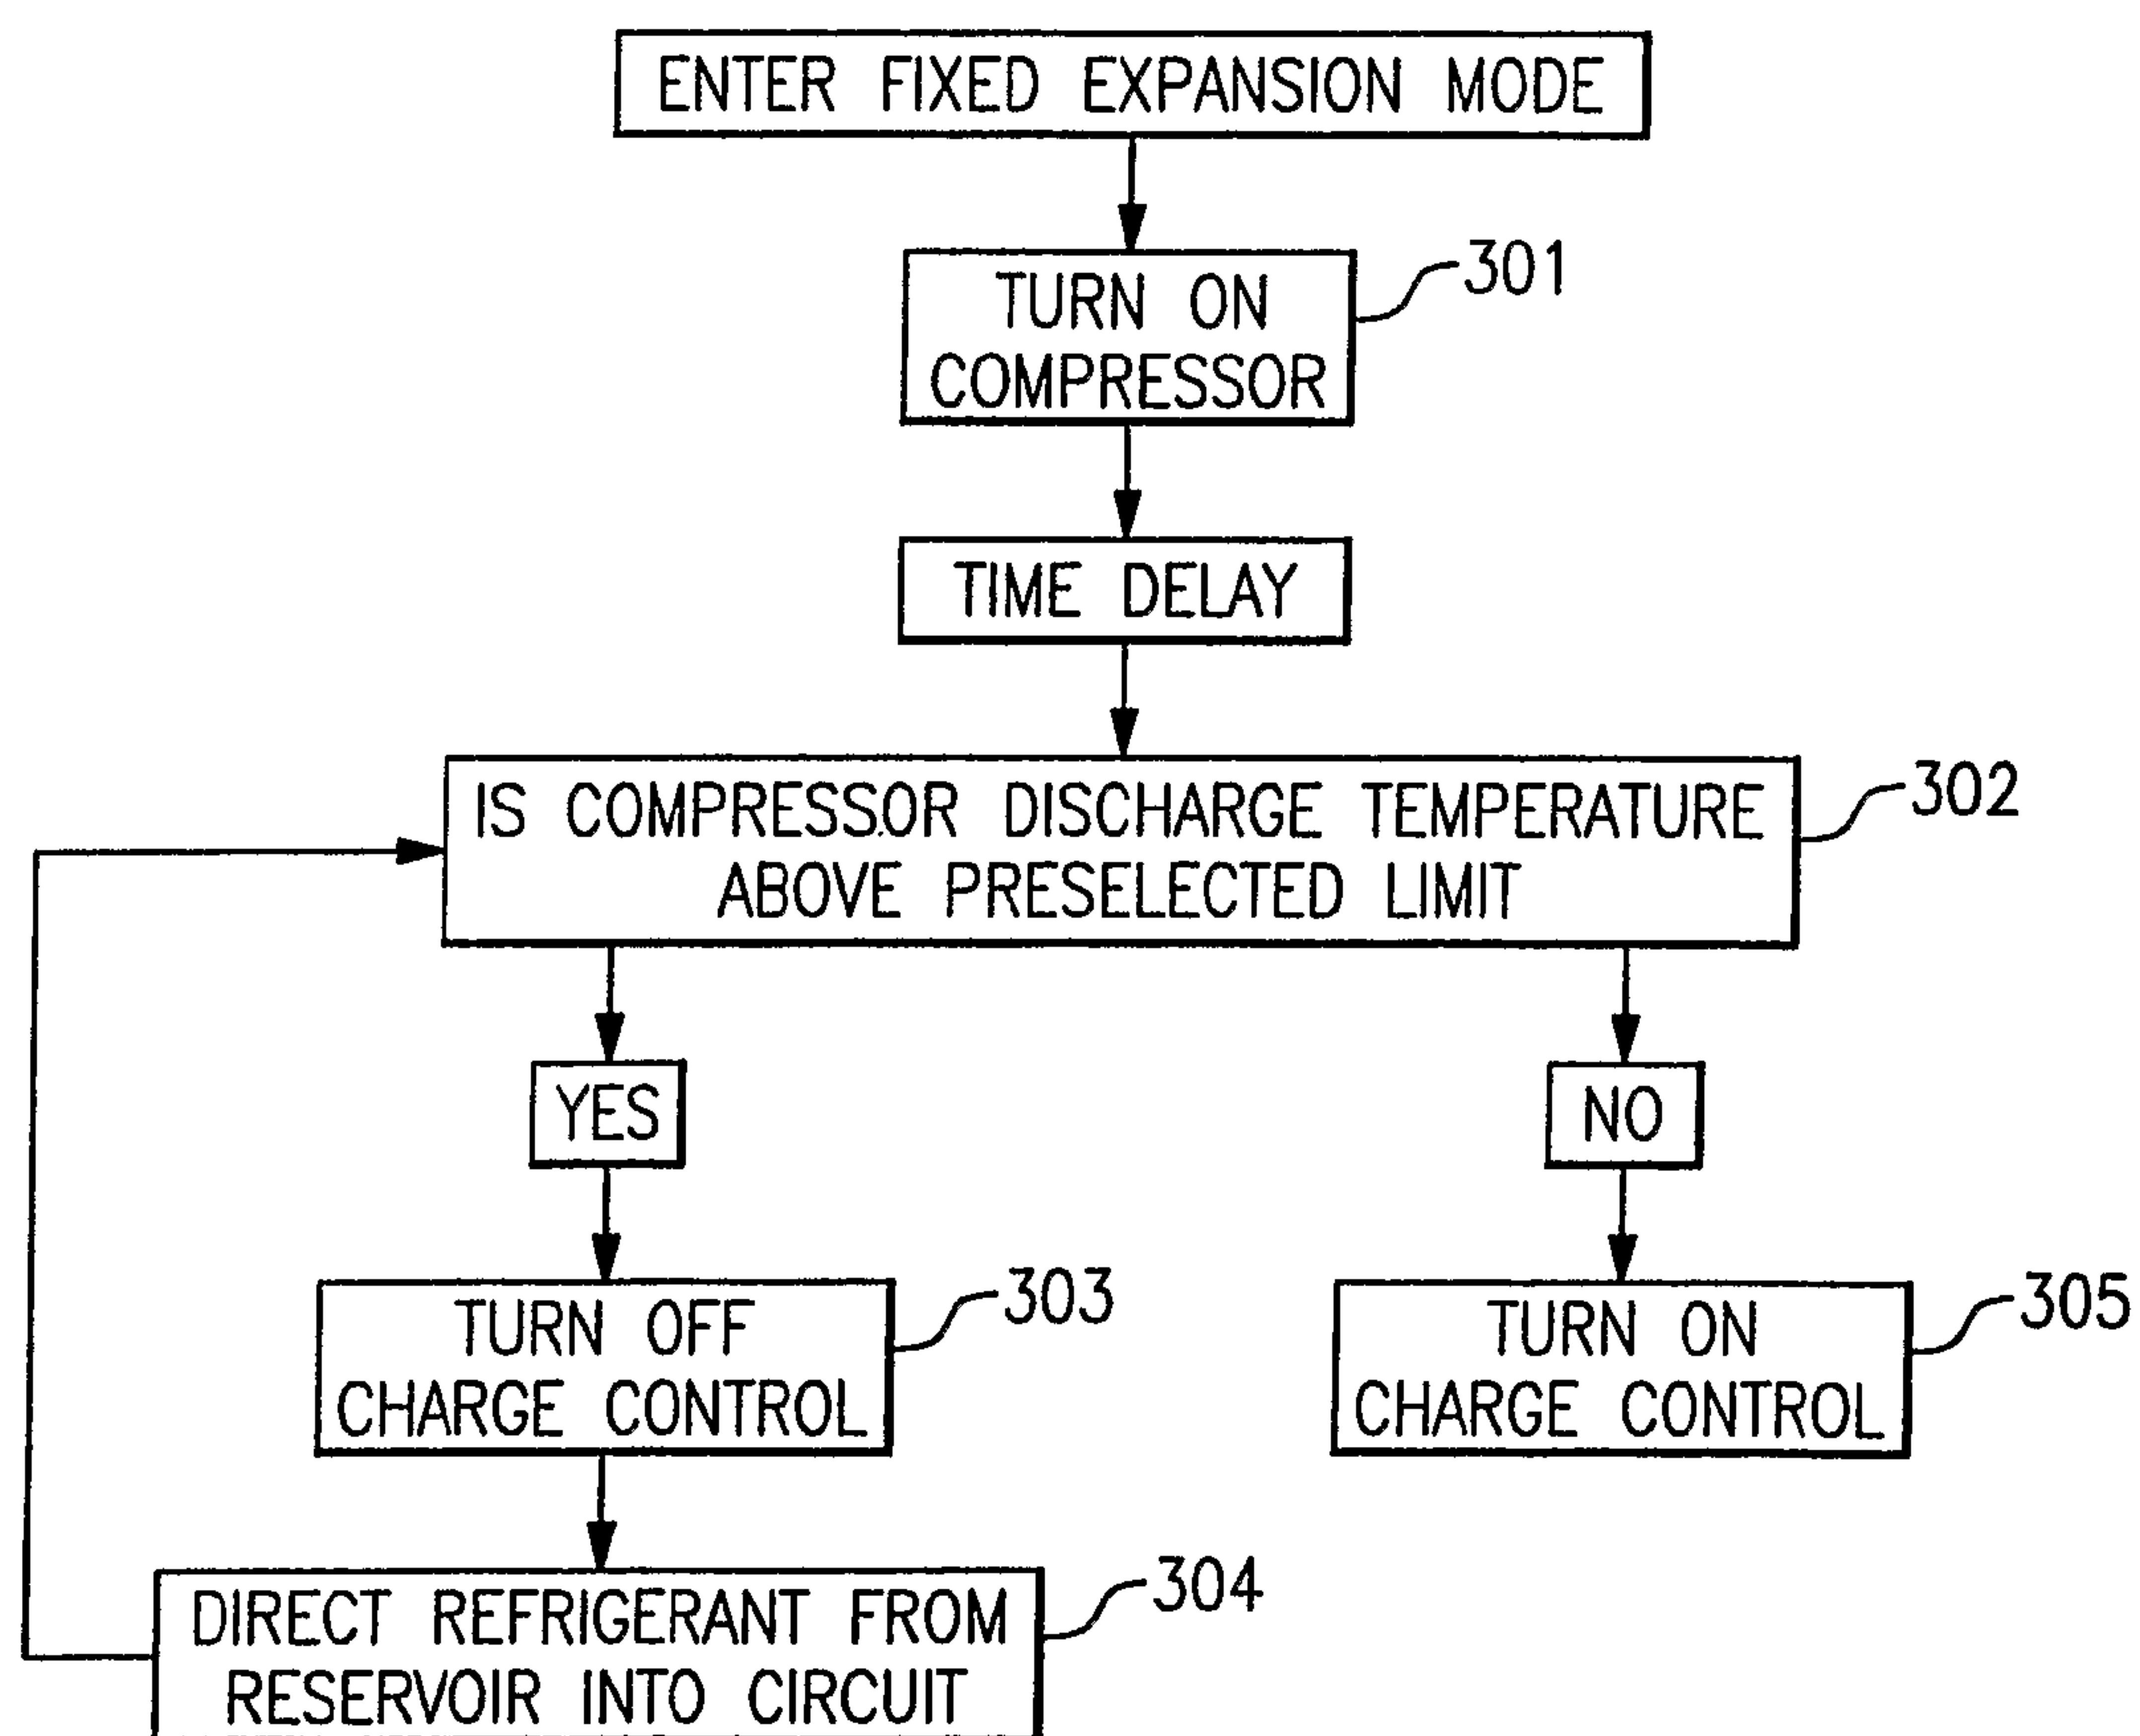 ENTER FIXED EXPANSION MODE
TURN ON
COMPRESSOR
301
TIME DELAY
IS COMPRESSOR DISCHARGE TEMPERATURE
ABOVE PRESELECTED LIMIT
302
YES
NO
TURN OFF
CHARGE CONTROL
303
TURN ON
CHARGE CONTROL
305
DIRECT REFRIGERANT FROM
RESERVOIR INTO CIRCUIT
304